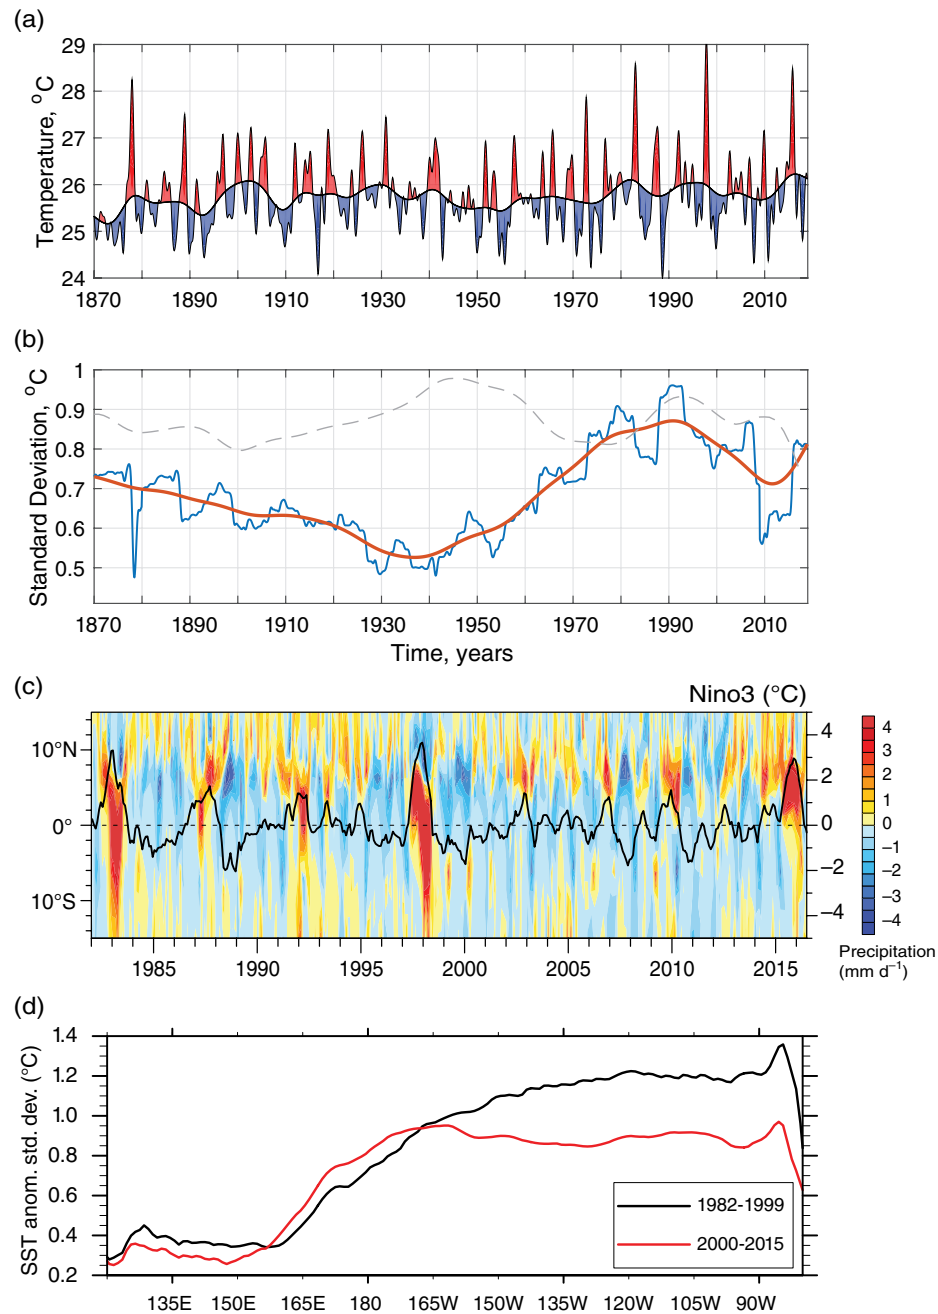 (a)
Temperature, °C
29
28
27
26
25
24
1870 1890 1910 1930 1950 1970 1990 2010
(b)
Standard Deviation, °C
1
0.9
0.8
0.7
0.6
0.5
1870 1890 1910 1930 1950 1970 1990 2010
Time, years
(c)
Nino3 (°C)
10°N
0°
10°S
4
2
0
−2
−4
4
3
2
1
0
−1
−2
−3
−4
Precipitation
(mm d⁻¹)
1985 1990 1995 2000 2005 2010 2015
(d)
SST anom. std. dev. (°C)
1.4
1.2
1.0
0.8
0.6
0.4
0.2
1982-1999
2000-2015
135E 150E 165E 180 165W 150W 135W 120W 105W 90W